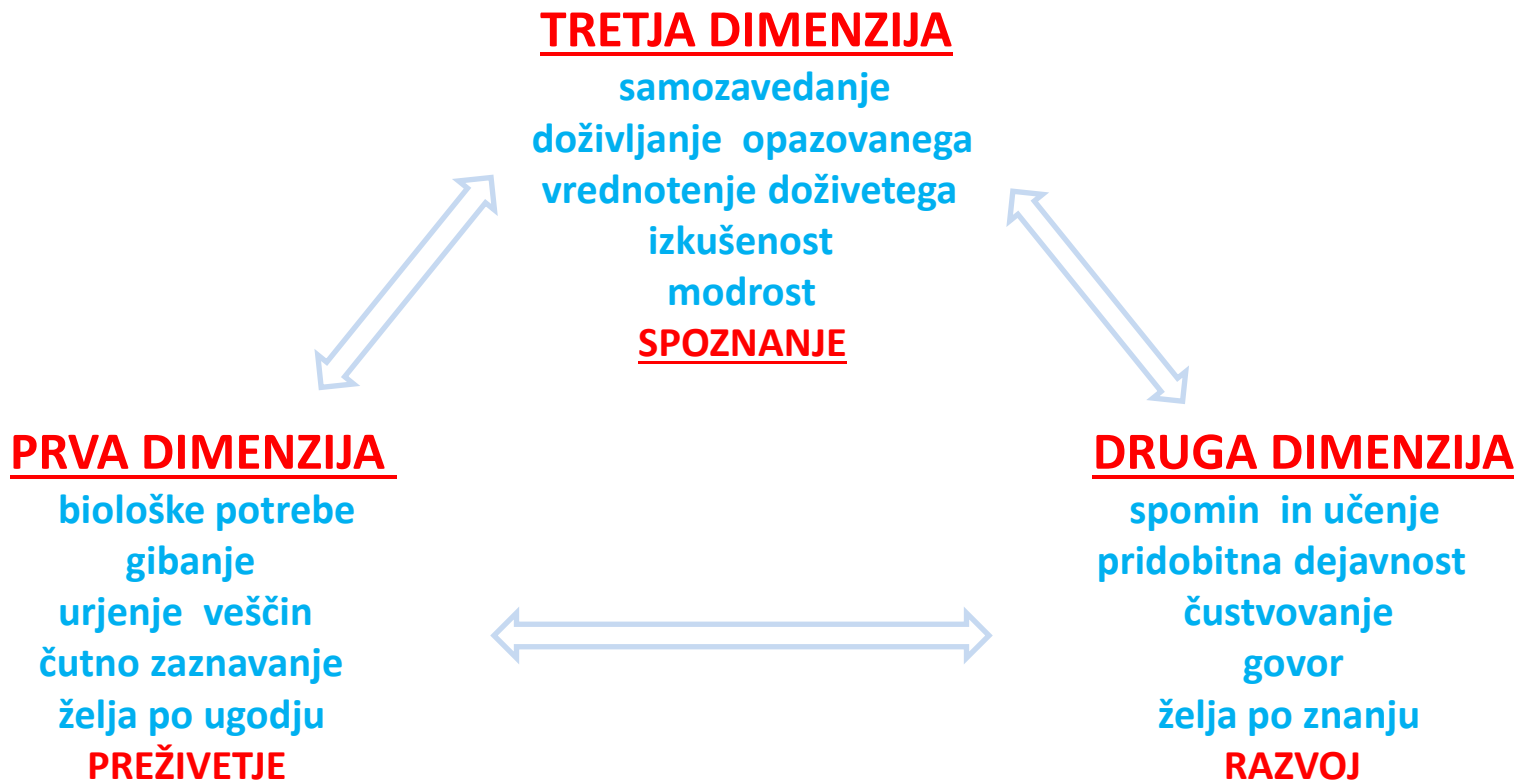 TRETJA DIMENZIJA
samozavedanje
doživljanje opazovanega
vrednotenje doživetega
izkušenost
modrost
SPOZNANJE
PRVA DIMENZIJA
biološke potrebe
gibanje
urjenje veščin
čutno zaznavanje
želja po ugodju
PREŽIVETJE
DRUGA DIMENZIJA
spomin in učenje
pridobitna dejavnost
čustvovanje
govor
želja po znanju
RAZVOJ